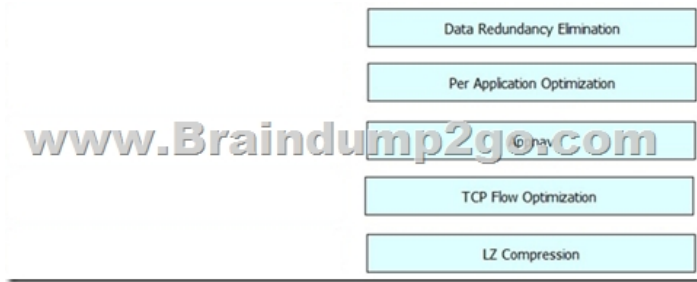 Data Redundancy Elimination
Per Application Optimization
www.Braindump2go.com
TCP Flow Optimization
LZ Compression